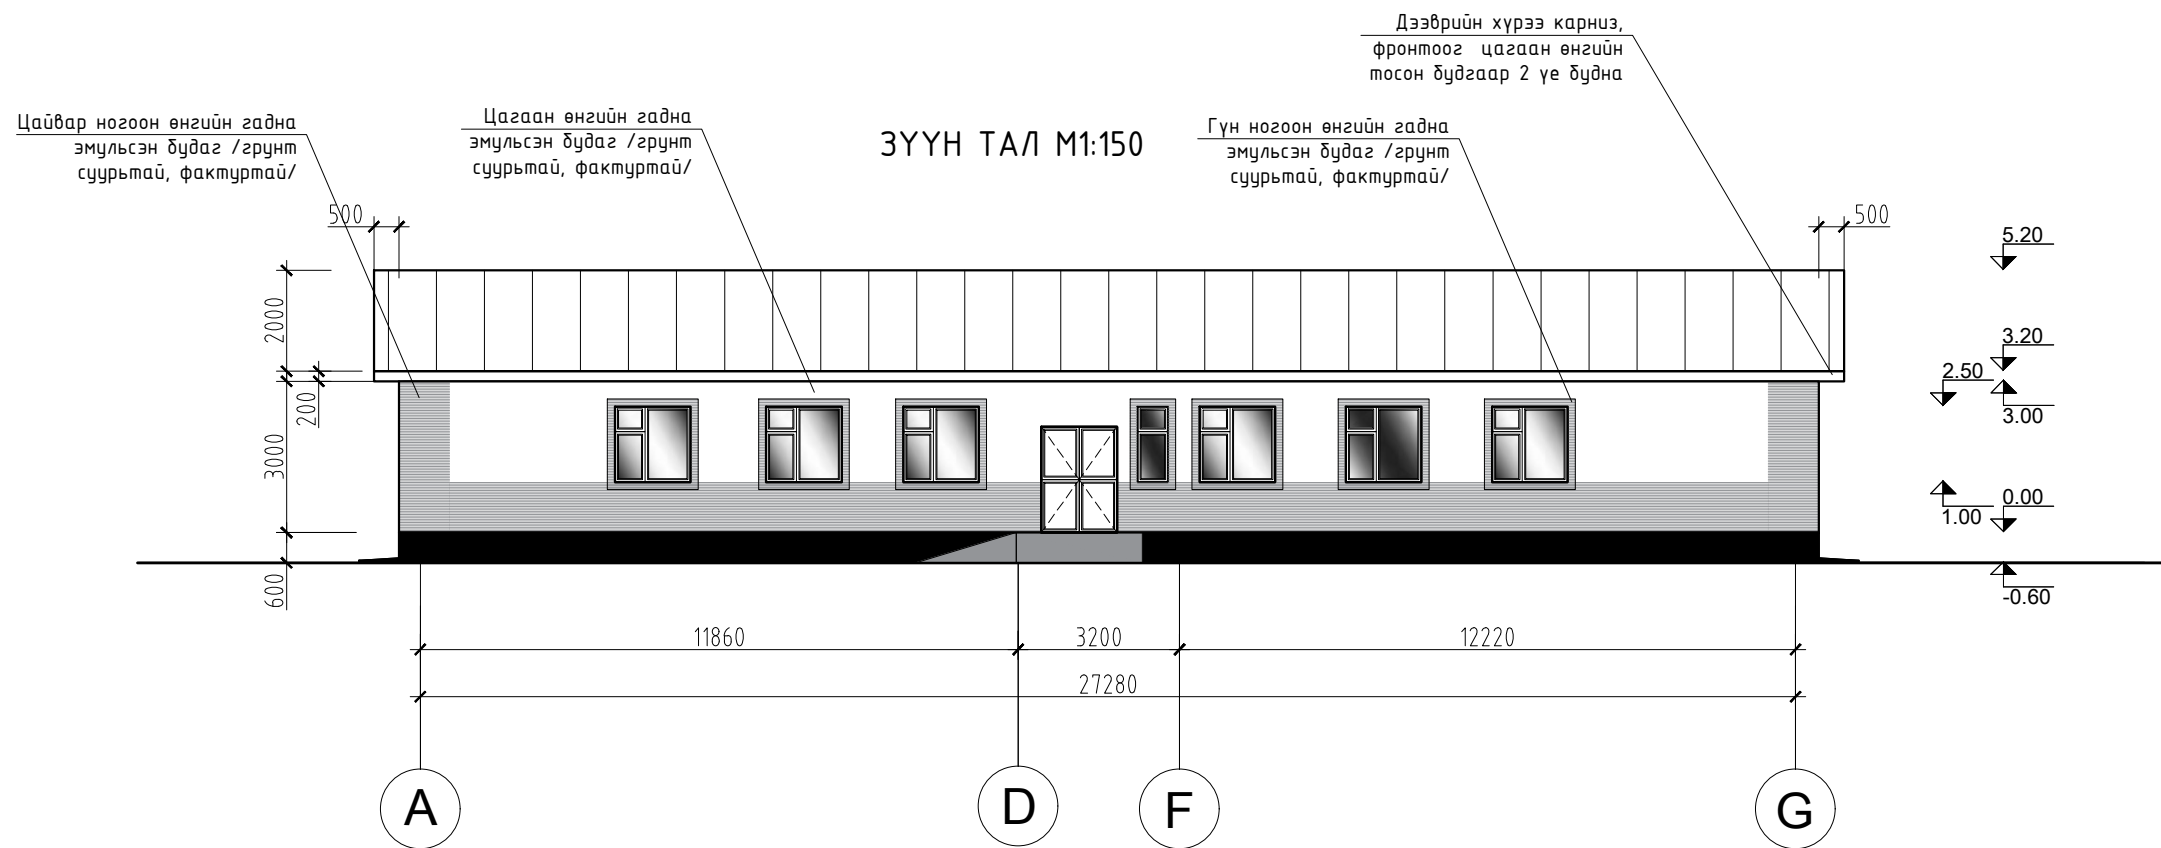 Дээврийн хүрээ карниз,
фронтоог цагаан өнгийн
тосон будгаар 2 үе будна
Цайвар ногоон өнгийн гадна
эмульсэн будаг /грунт
суурьтай, фактуртай/
Цагаан өнгийн гадна
эмульсэн будаг /грунт
суурьтай, фактуртай/
ЗҮҮН ТАЛ М1:150
Гүн ногоон өнгийн гадна
эмульсэн будаг /грунт
суурьтай, фактуртай/
500
500
5.20
2000
3.20
2.50
200
3.00
3000
0.00
1.00
600
-0.60
11860
3200
12220
27280
A
D
F
G